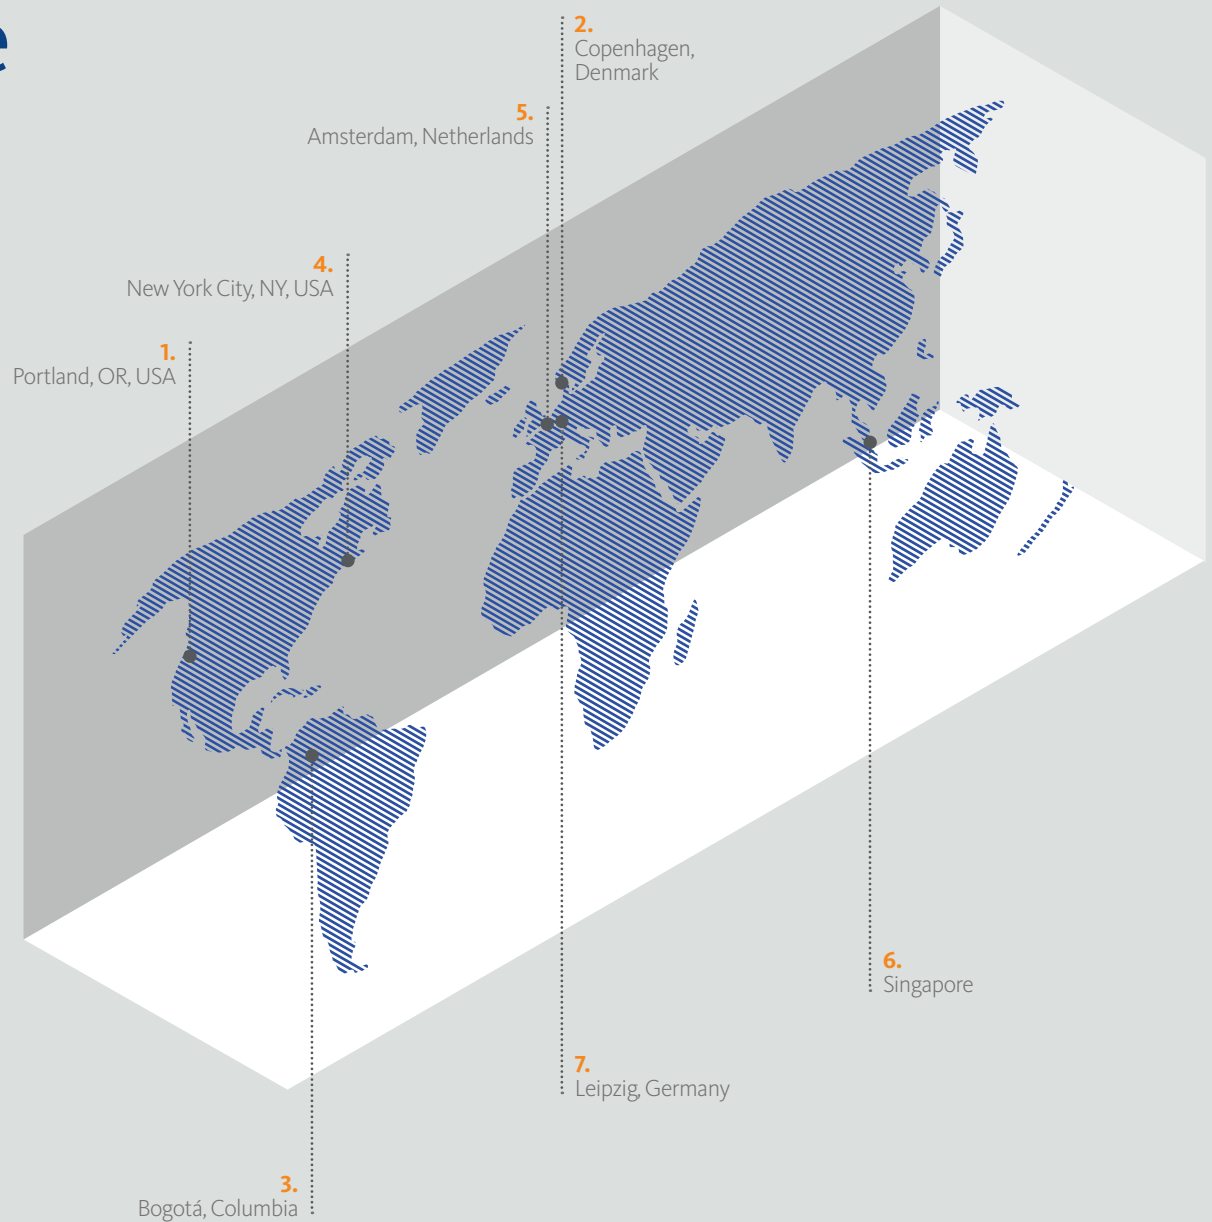 e
2.
Copenhagen,
Denmark
5.
Amsterdam, Netherlands
4.
New York City, NY, USA
1.
Portland, OR, USA
6.
Singapore
7.
Leipzig, Germany
3.
Bogotá, Columbia